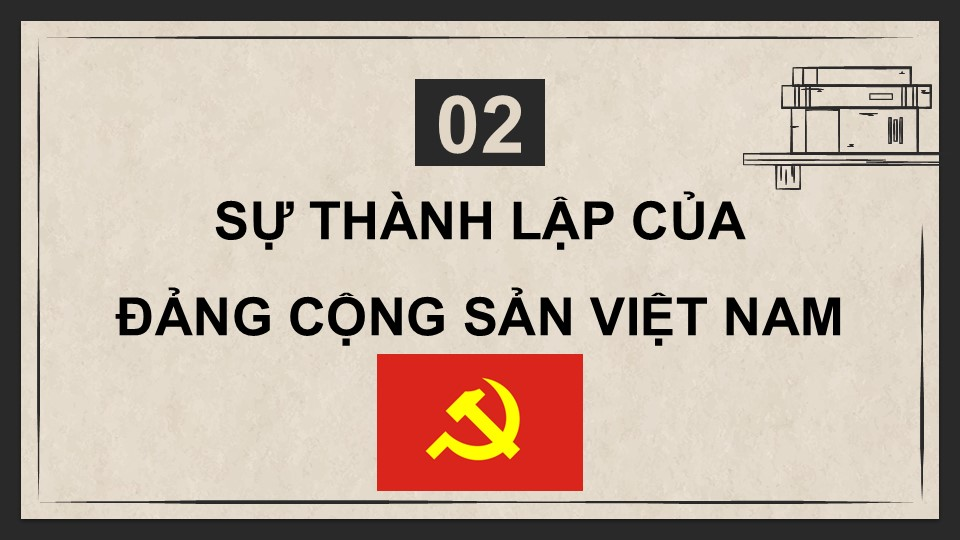 02
SỰ THÀNH LẬP CỦA
ĐẢNG CỘNG SẢN VIỆT NAM